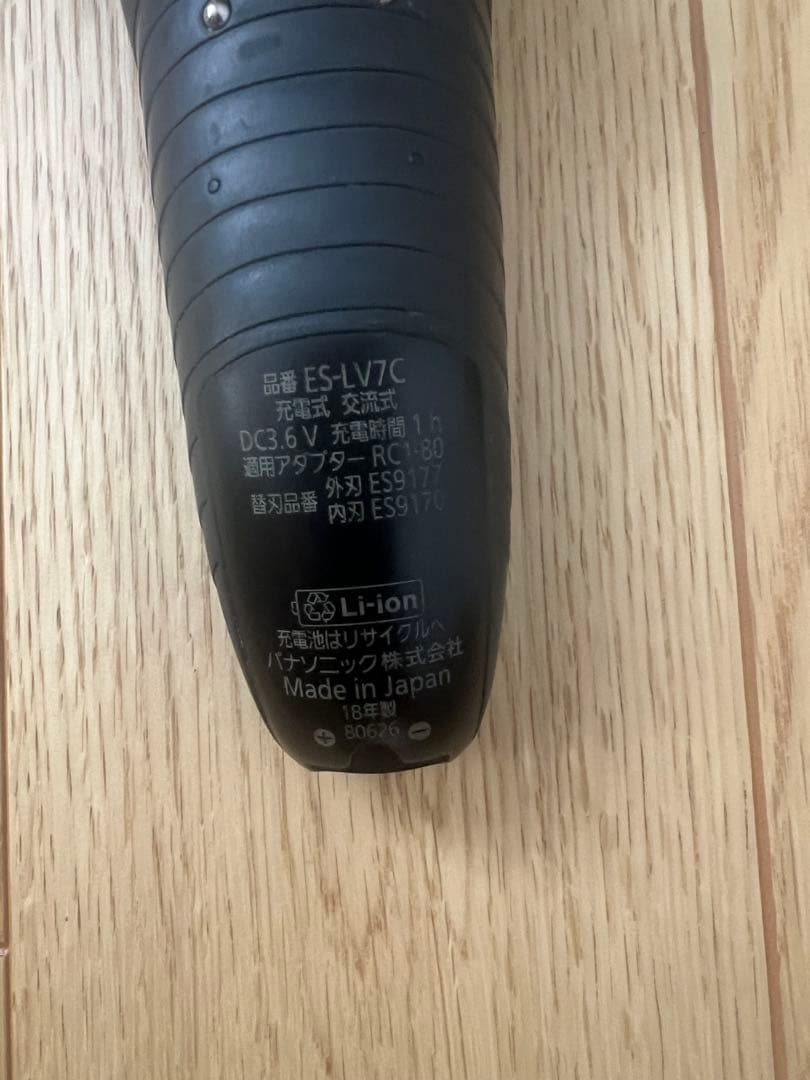 品番 ES-LV7C
充電式 交流式
DC3.6V 充電時間 1h
適用アダプター RC1-80
替刃品番 外刃 ES9177
内刃 ES9170
Li-ion
充電池はリサイクルへ
パナソニック株式会社
Made in Japan
18年製
+ 80626 −